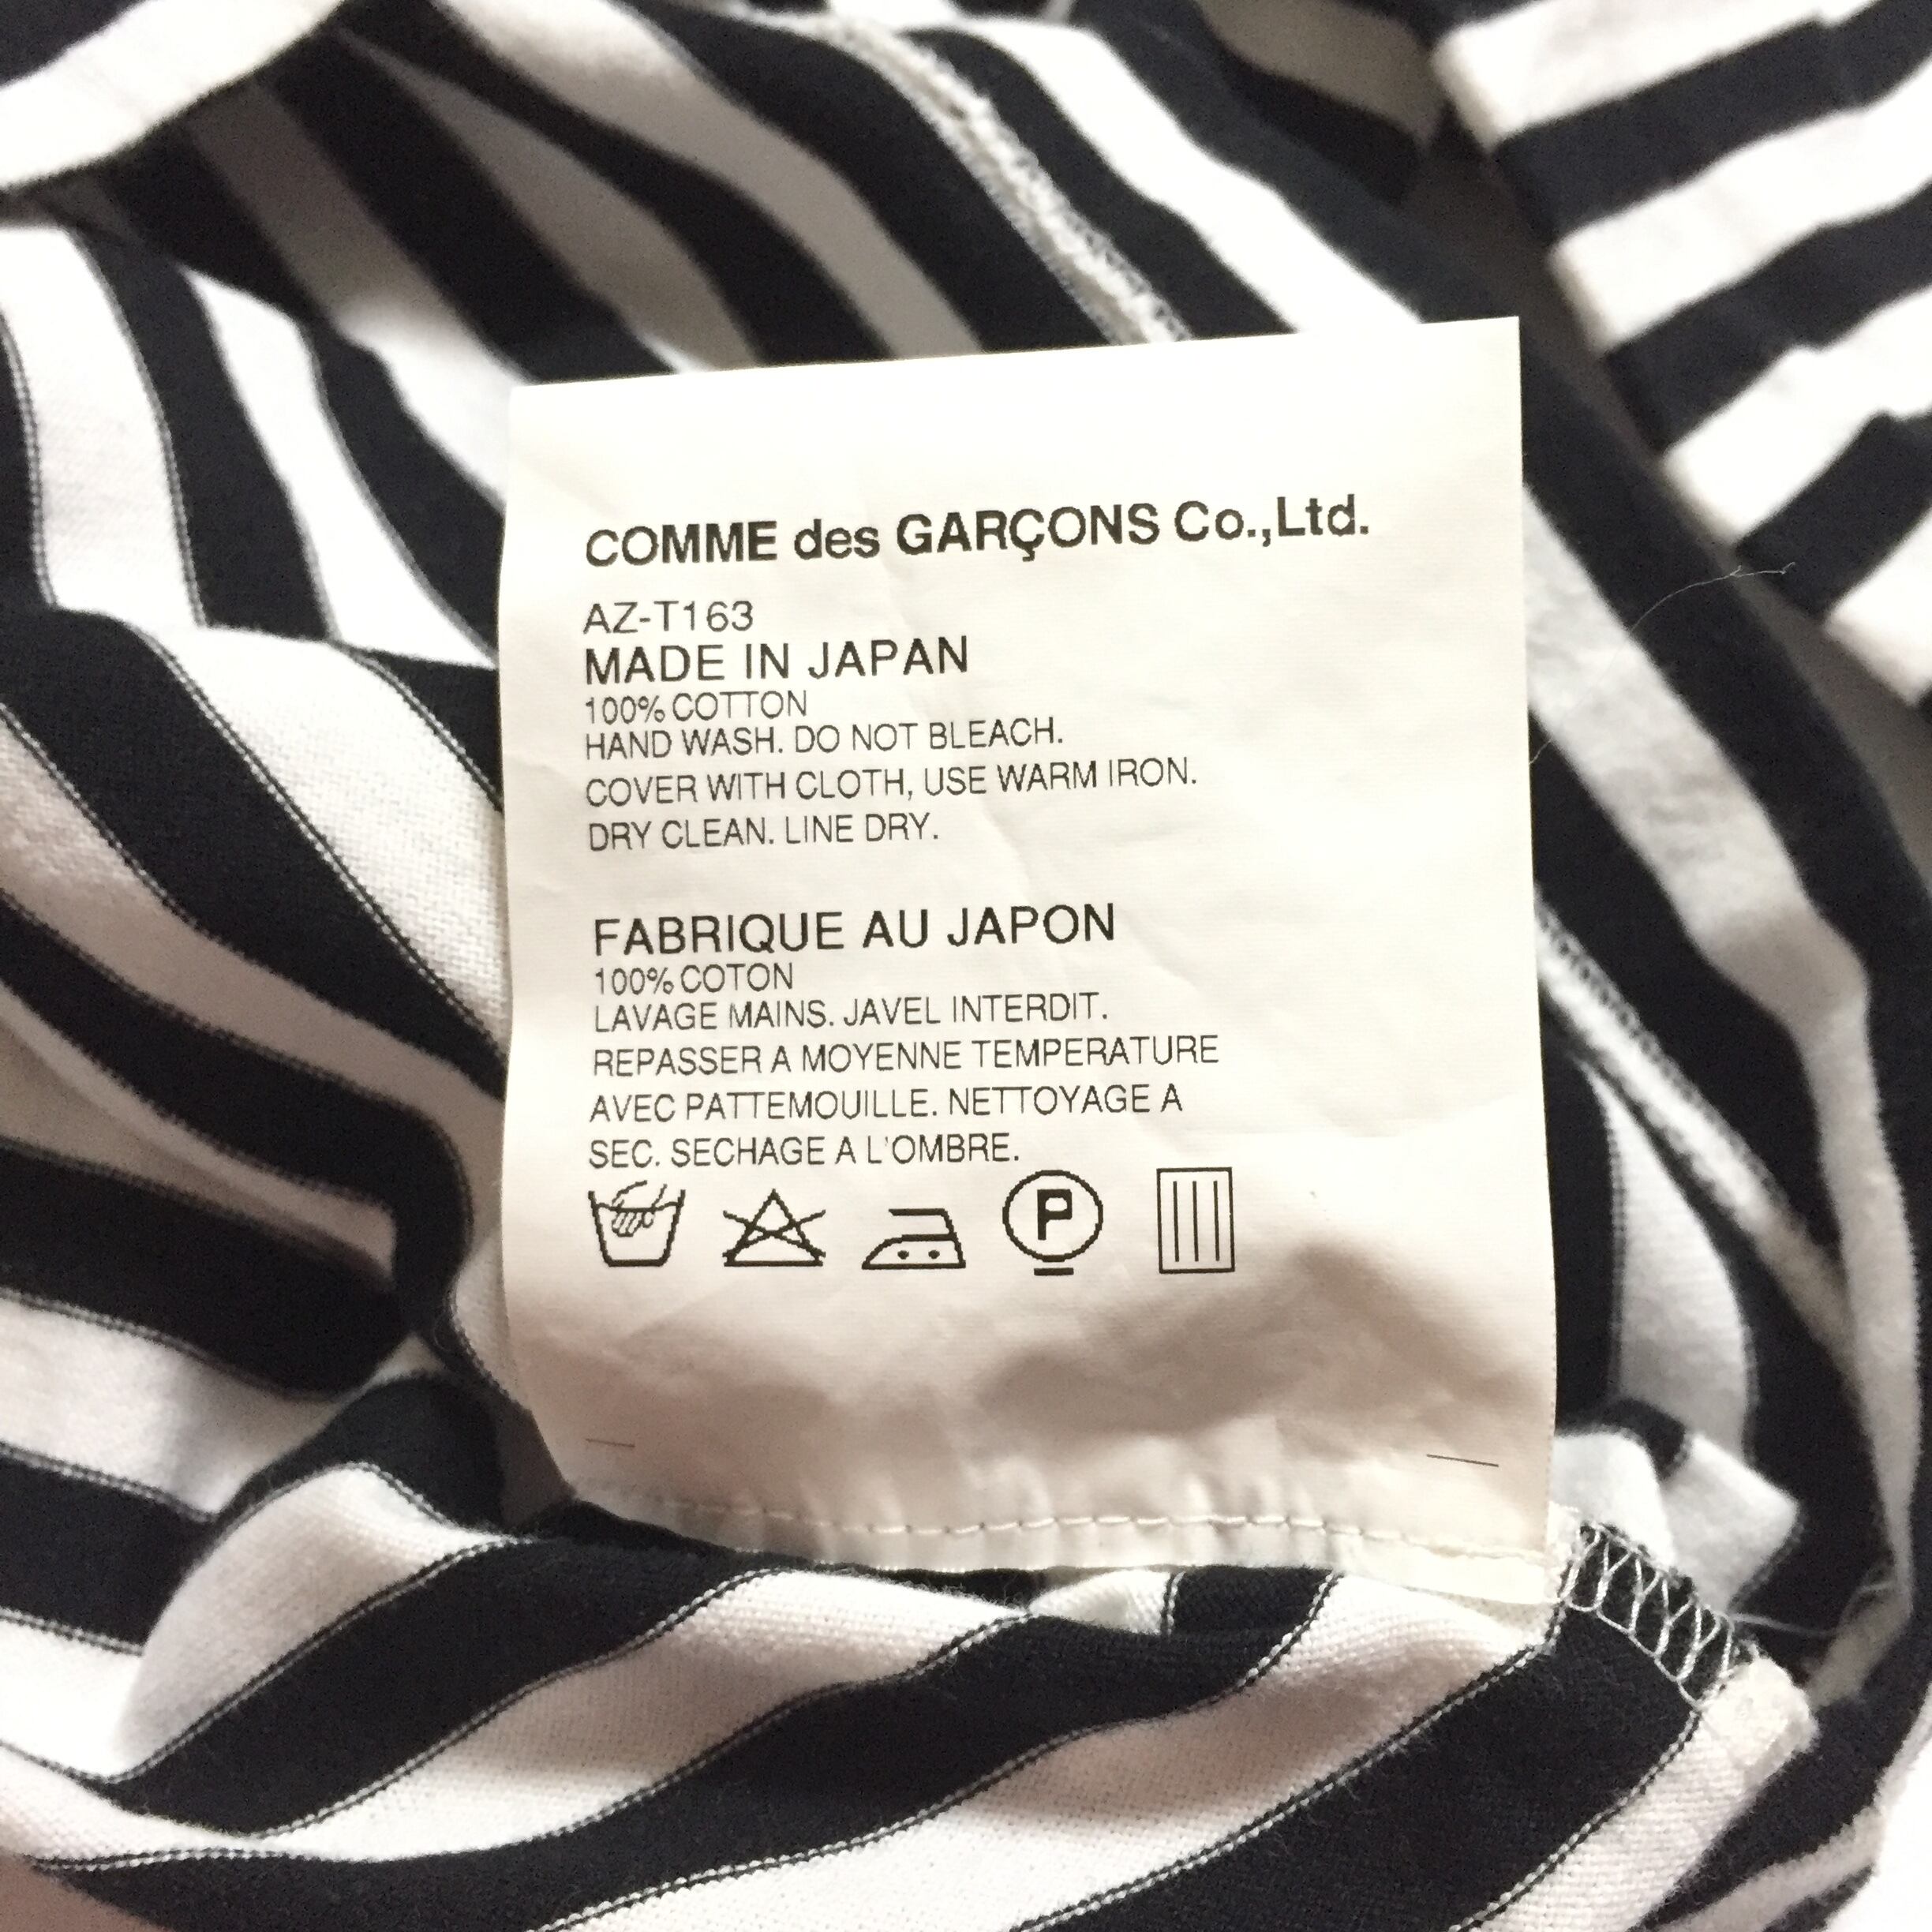 COMME des GARÇONS Co.,Ltd.
AZ-T163
MADE IN JAPAN
100% COTTON
HAND WASH. DO NOT BLEACH.
COVER WITH CLOTH, USE WARM IRON.
DRY CLEAN. LINE DRY.
FABRIQUE AU JAPON
100% COTON
LAVAGE MAINS. JAVEL INTERDIT.
REPASSER A MOYENNE TEMPERATURE
AVEC PATTEMOUILLE. NETTOYAGE A
SEC. SECHAGE A L'OMBRE.
P